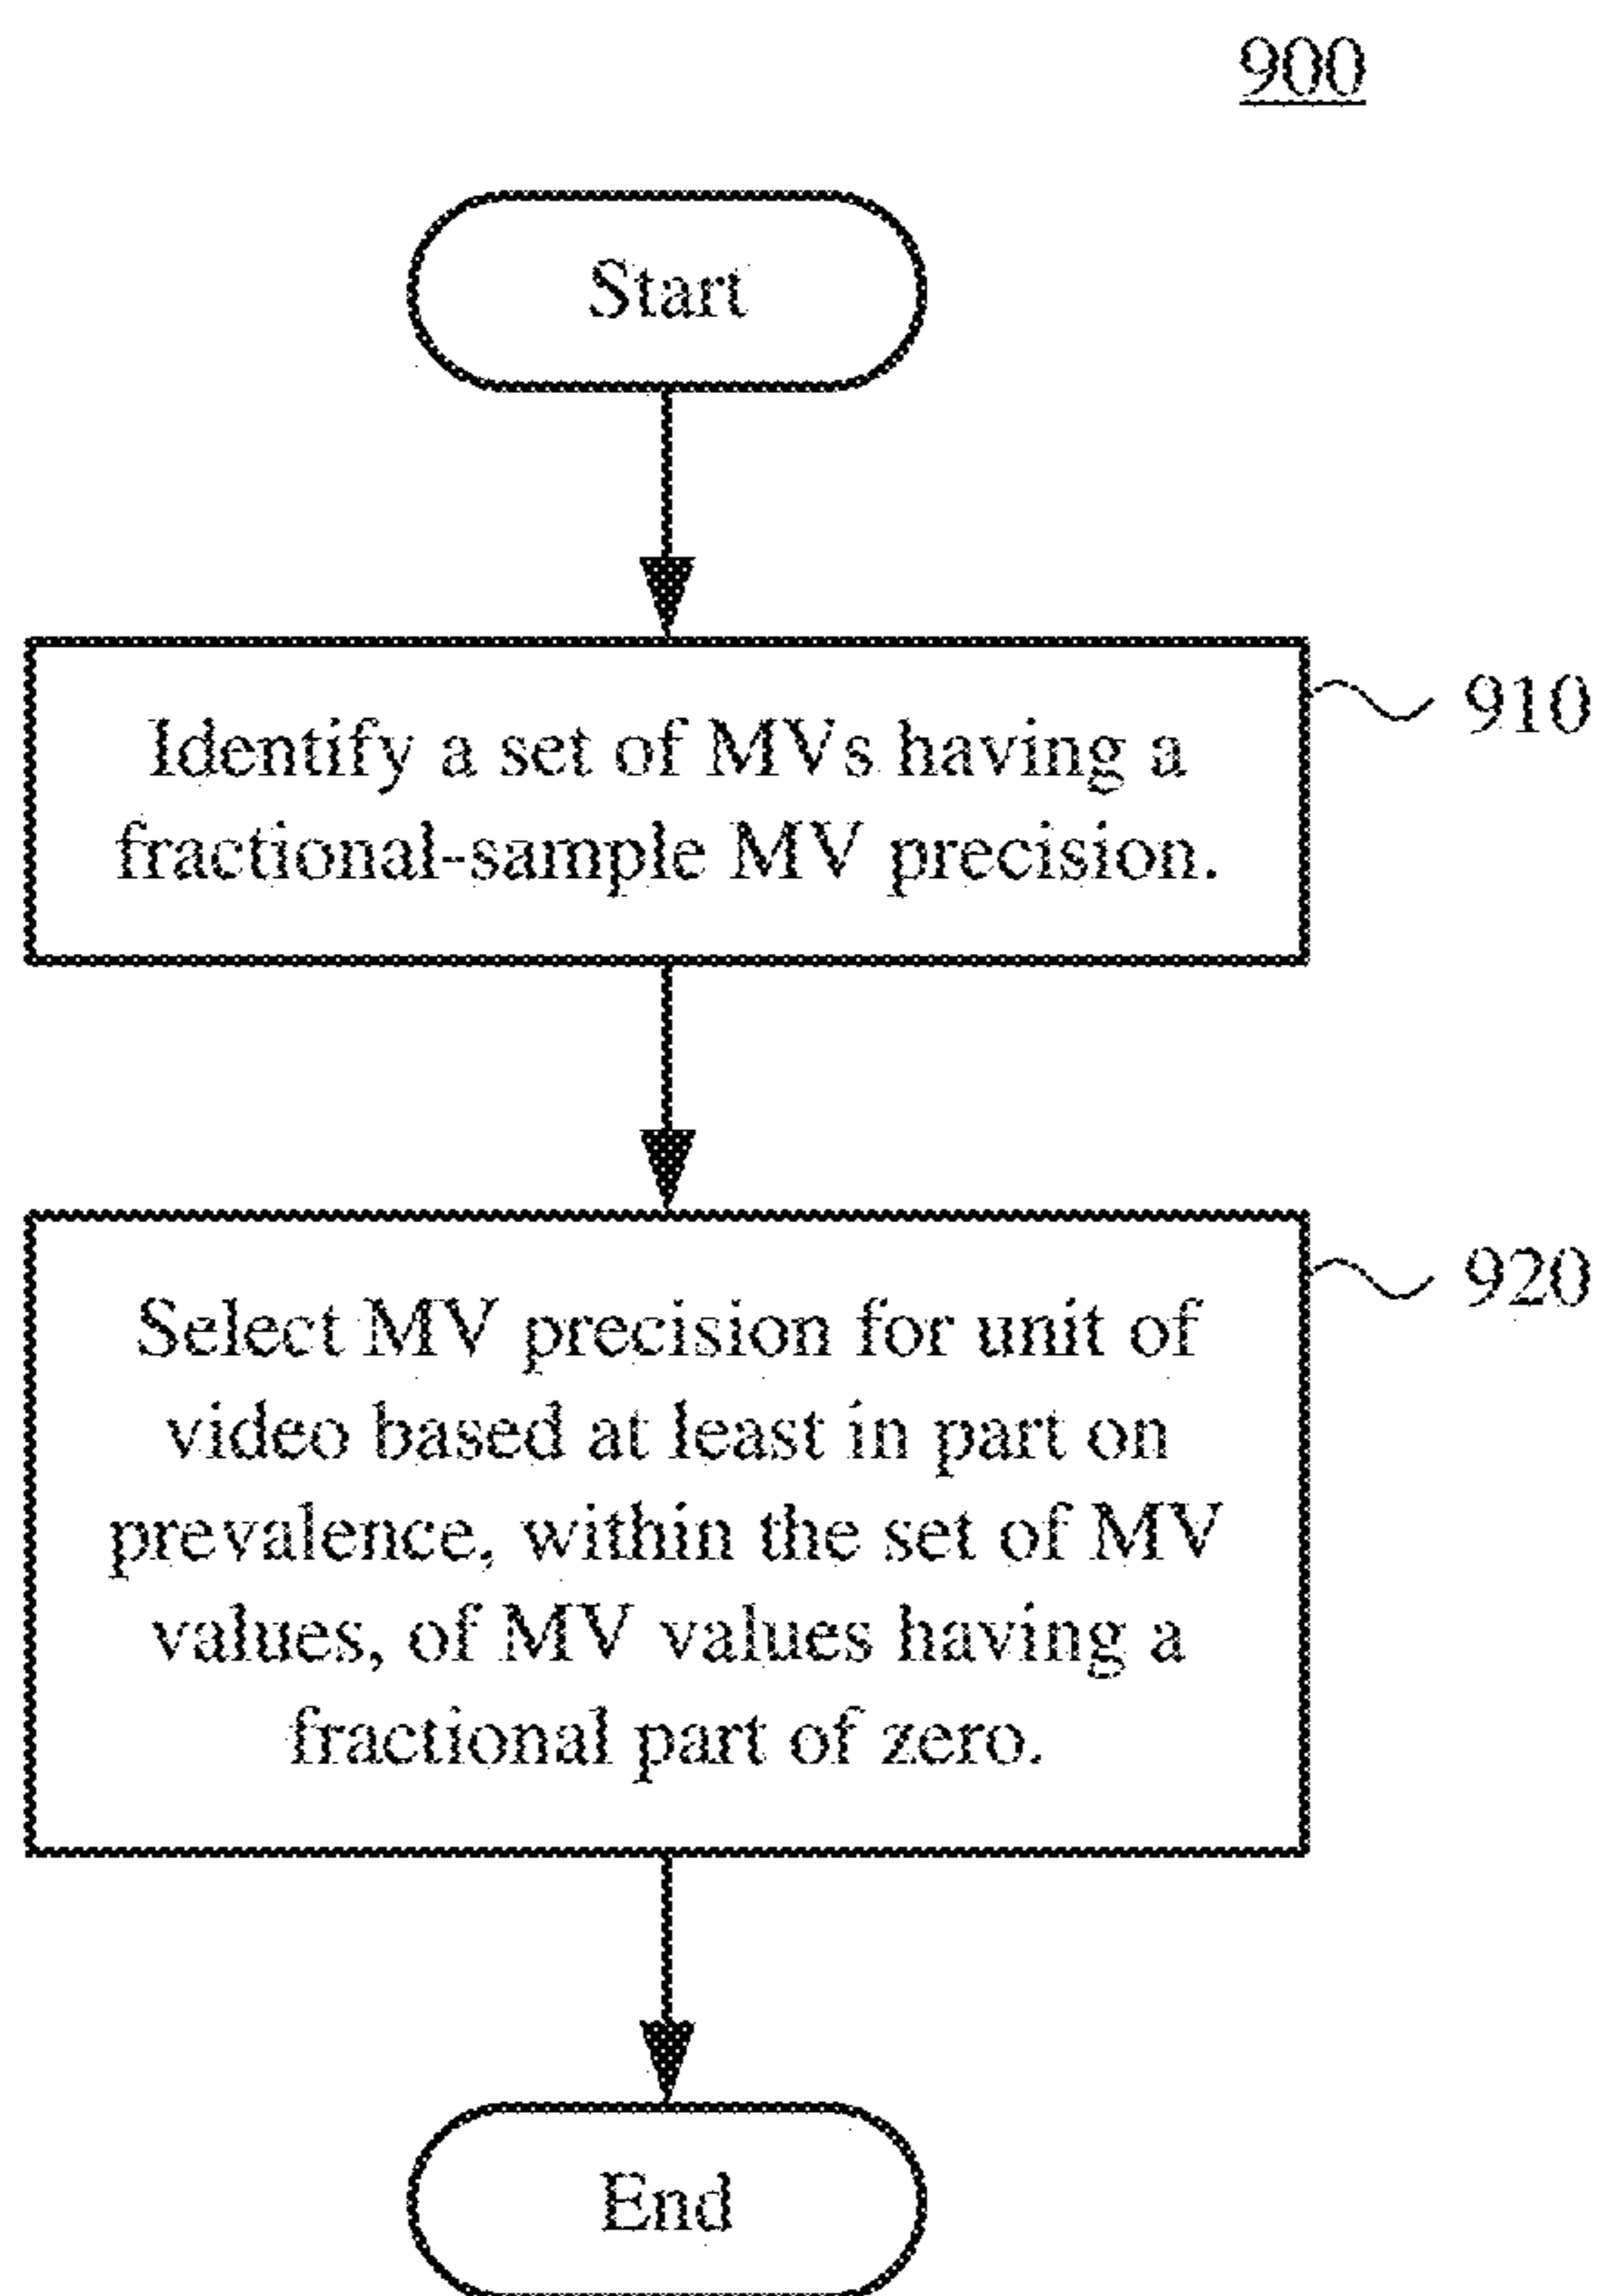 900
Start
Identify a set of MVs having a
fractional-sample MV precision.
910
Select MV precision for unit of
video based at least in part on
prevalence, within the set of MV
values, of MV values having a
fractional part of zero.
920
End